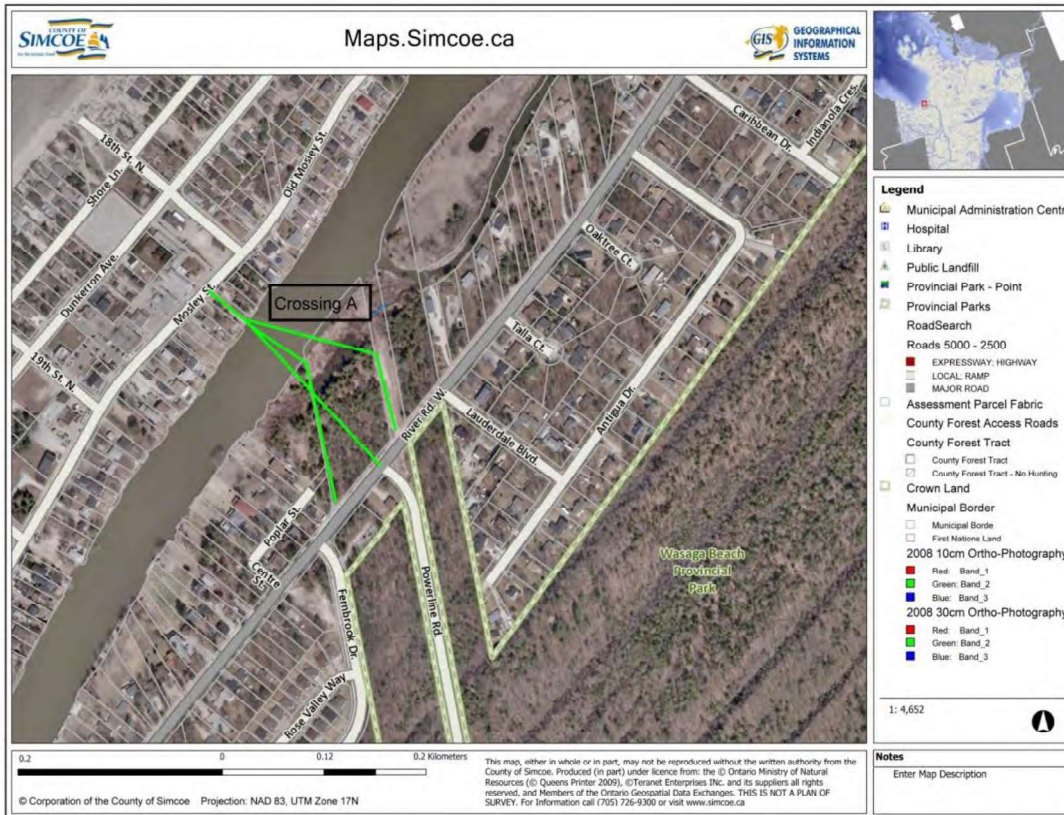 COUNTY OF
SIMCOE
Maps.Simcoe.ca
GIS
GEOGRAPHICAL
INFORMATION
SYSTEMS
18th St. N.
Shore Ln.
Dunkerton Ave.
Old Mosley St.
Mosley St.
19th St. N.
Crossing A
Caribbean Dr.
Indianola Cres.
Oaktree Ct.
Talia Ct.
Antigua Dr.
River Rd. W.
Lauderdale Blvd.
Poplar St.
Centre St.
Fernbrook Dr.
Powerline Rd
Rose Valley Way
Wasaga Beach
Provincial
Park
Legend
Municipal Administration Centr
Hospital
Library
Public Landfill
Provincial Park - Point
Provincial Parks
RoadSearch
Roads 5000 - 2500
EXPRESSWAY; HIGHWAY
LOCAL; RAMP
MAJOR ROAD
Assessment Parcel Fabric
County Forest Access Roads
County Forest Tract
County Forest Tract
County Forest Tract - No Hunting
Crown Land
Municipal Border
Municipal Borde
First Nations Land
2008 10cm Ortho-Photography
Red: Band_1
Green: Band_2
Blue: Band_3
2008 30cm Ortho-Photography
Red: Band_1
Green: Band_2
Blue: Band_3
1: 4,652
0.2 0 0.12 0.2 Kilometers
© Corporation of the County of Simcoe Projection: NAD 83, UTM Zone 17N
This map, either in whole or in part, may not be reproduced without the written authority from the
County of Simcoe. Produced (in part) under licence from: the © Ontario Ministry of Natural
Resources (© Queens Printer 2009), ©Teranet Enterprises INc. and its suppliers all rights
reserved, and Members of the Ontario Geospatial Data Exchanges. THIS IS NOT A PLAN OF
SURVEY. For Information call (705) 726-9300 or visit www.simcoe.ca
Notes
Enter Map Description